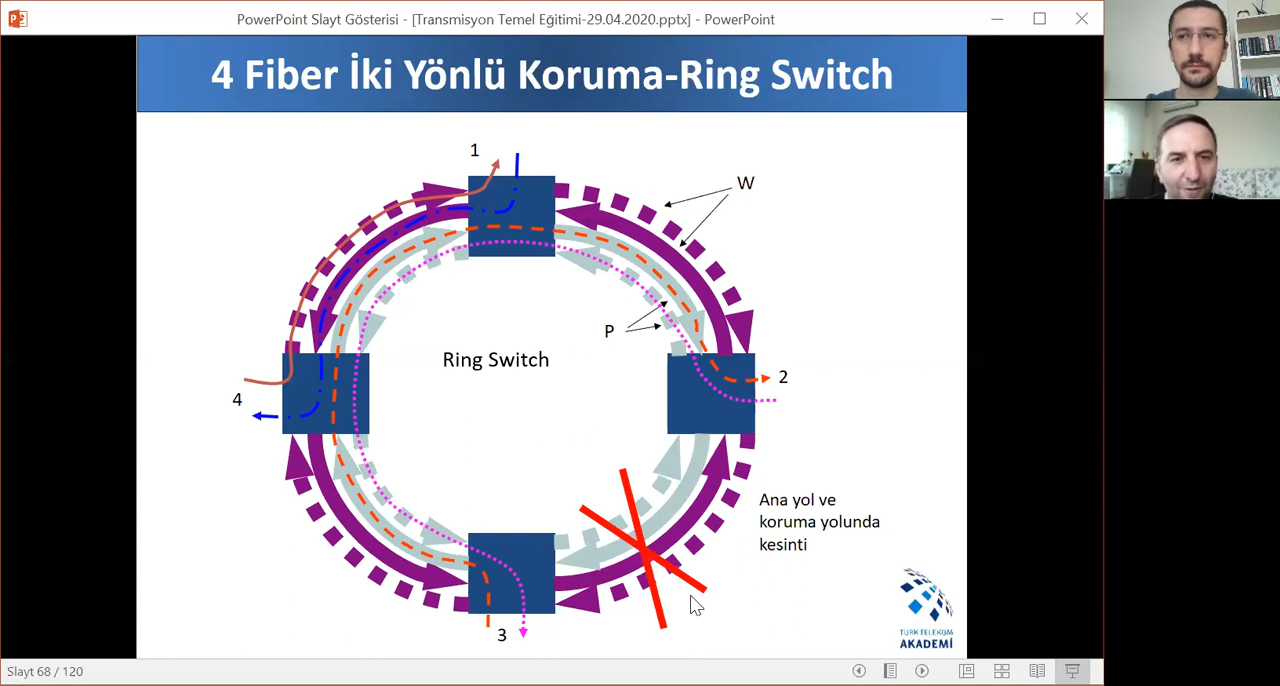 PowerPoint Slayt Gösterisi - [Transmisyon Temel Eğitimi-29.04.2020.pptx] - PowerPoint
4 Fiber İki Yönlü Koruma-Ring Switch
1
W
P
Ring Switch
2
4
Ana yol ve
koruma yolunda
kesinti
3
TÜRK TELEKOM
AKADEMİ
Slayt 68 / 120